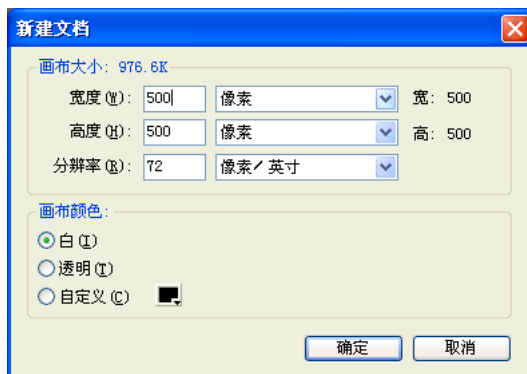 新建文档
画布大小: 976.6K
宽度(W): 500 像素 宽: 500
高度(H): 500 像素 高: 500
分辨率(R): 72 像素/英寸
画布颜色:
白(I)
透明(T)
自定义(C)
确定 取消